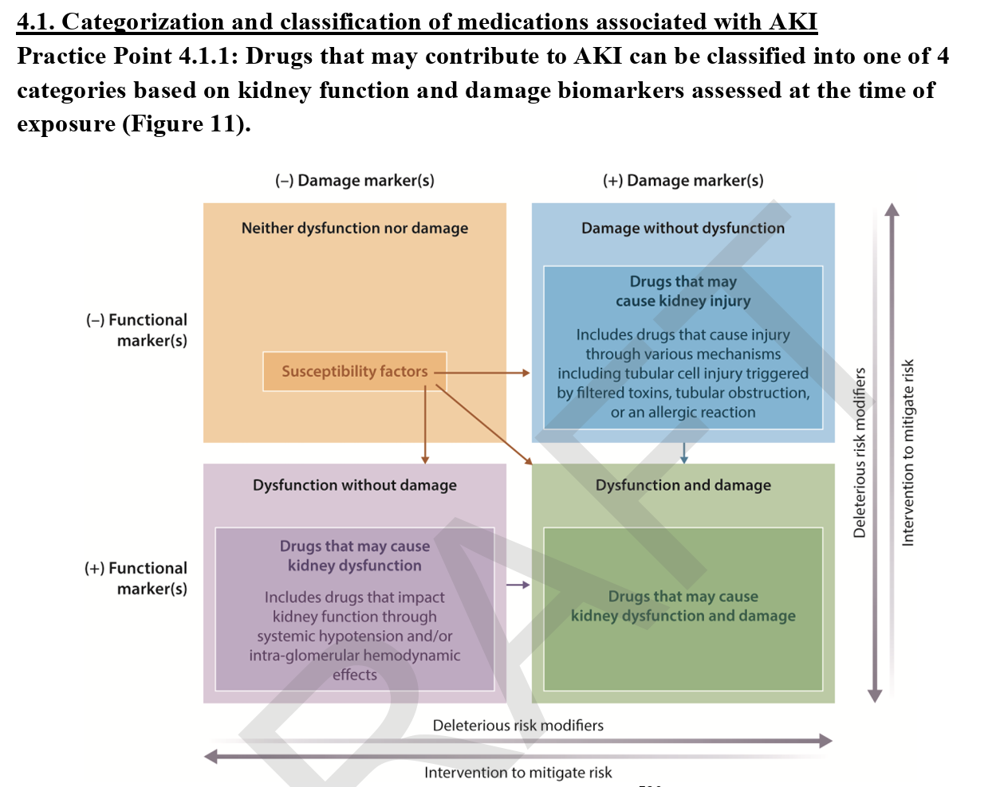 4.1. Categorization and classification of medications associated with AKI
Practice Point 4.1.1: Drugs that may contribute to AKI can be classified into one of 4
categories based on kidney function and damage biomarkers assessed at the time of
exposure (Figure 11).
(–) Damage marker(s)
(+) Damage marker(s)
(–) Functional
marker(s)
Neither dysfunction nor damage
Susceptibility factors
Damage without dysfunction
Drugs that may
cause kidney injury
Includes drugs that cause injury
through various mechanisms
including tubular cell injury triggered
by filtered toxins, tubular obstruction,
or an allergic reaction
(+) Functional
marker(s)
Dysfunction without damage
Drugs that may cause
kidney dysfunction
Includes drugs that impact
kidney function through
systemic hypotension and/or
intra-glomerular hemodynamic
effects
Dysfunction and damage
Drugs that may cause
kidney dysfunction and damage
Deleterious risk modifiers
Intervention to mitigate risk
Deleterious risk modifiers
Intervention to mitigate risk
RAFT